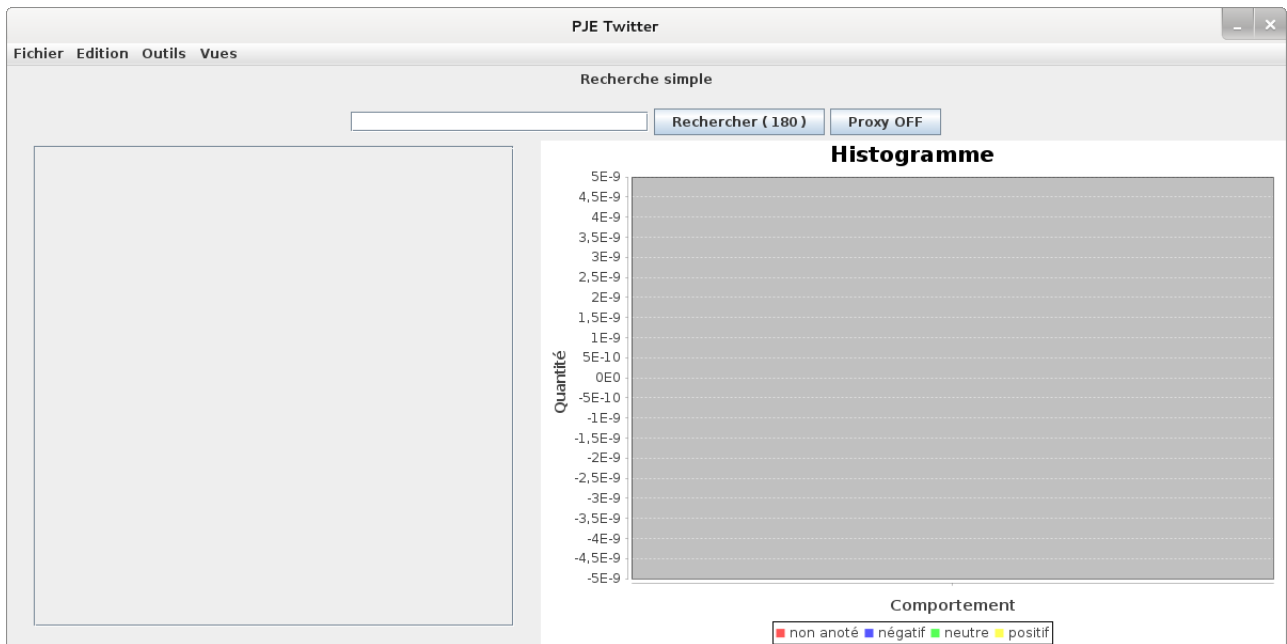 PJE Twitter
Fichier Edition Outils Vues
Recherche simple
Rechercher ( 180 ) Proxy OFF
Histogramme
5E-9
4,5E-9
4E-9
3,5E-9
3E-9
2,5E-9
2E-9
1,5E-9
1E-9
5E-10
0E0
-5E-10
-1E-9
-1,5E-9
-2E-9
-2,5E-9
-3E-9
-3,5E-9
-4E-9
-4,5E-9
-5E-9
Quantité
Comportement
non anoté négatif neutre positif